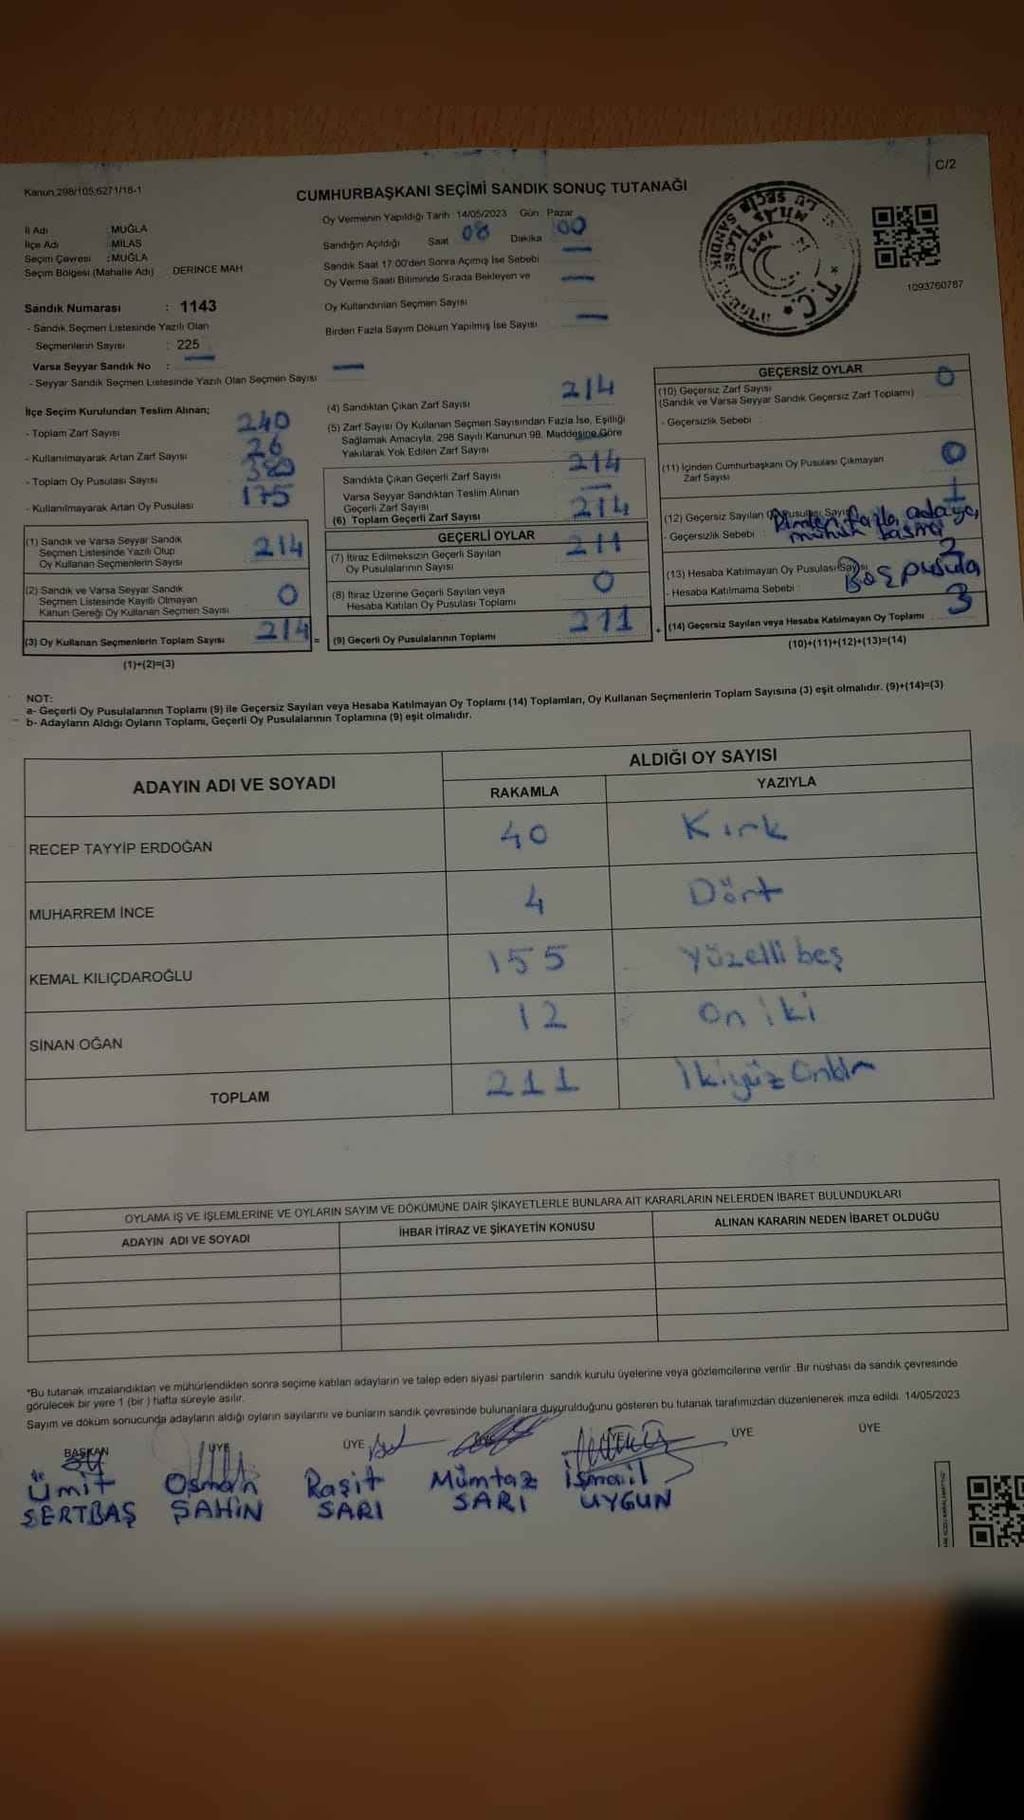 C/2
Kanun,298/105;6271/18-1
CUMHURBAŞKANI SEÇİMİ SANDIK SONUÇ TUTANAĞI
İl Adı : MUĞLA
İlçe Adı : MİLAS
Seçim Çevresi : MUĞLA
Seçim Bölgesi (Mahalle Adı) DERINCE MAH
Sandık Numarası : 1143
- Sandık Seçmen Listesinde Yazılı Olan
Seçmenlerin Sayısı : 225
Varsa Seyyar Sandık No : —
- Seyyar Sandık Seçmen Listesinde Yazılı Olan Seçmen Sayısı —
Oy Vermenin Yapıldığı Tarih 14/05/2023 Gün Pazar
Sandığın Açıldığı Saat 08 Dakika 00
Sandık Saat 17:00'den Sonra Açımış İse Sebebi —
Oy Verme Saati Bitiminde Sırada Bekleyen ve —
Oy Kullandırılan Seçmen Sayısı
Birden Fazla Sayım Döküm Yapılmış İse Sayısı —
1093760787
İlçe Seçim Kurulundan Teslim Alınan;
- Toplam Zarf Sayısı 240
- Kullanılmayarak Artan Zarf Sayısı 26
- Toplam Oy Pusulası Sayısı
- Kullanılmayarak Artan Oy Pusulası 175
(1) Sandık ve Varsa Seyyar Sandık
Seçmen Listesinde Yazılı Olup
Oy Kullanan Seçmenlerin Sayısı 214
(2) Sandık ve Varsa Seyyar Sandık
Seçmen Listesinde Kayıtlı Olmayan
Kanun Gereği Oy Kullanan Seçmen Sayısı 0
(3) Oy Kullanan Seçmenlerin Toplam Sayısı 214 =
(1)+(2)=(3)
(4) Sandıktan Çıkan Zarf Sayısı 214
(5) Zarf Sayısı Oy Kullanan Seçmen Sayısından Fazla İse, Eşitliği
Sağlamak Amacıyla, 298 Sayılı Kanunun 98. Maddesine Göre
Yakılarak Yok Edilen Zarf Sayısı —
Sandıkta Çıkan Geçerli Zarf Sayısı 214
Varsa Seyyar Sandıktan Teslim Alınan
Geçerli Zarf Sayısı —
(6) Toplam Geçerli Zarf Sayısı 214
GEÇERLİ OYLAR
(7) İtiraz Edilmeksizin Geçerli Sayılan
Oy Pusulalarının Sayısı 211
(8) İtiraz Üzerine Geçerli Sayılan veya
Hesaba Katılan Oy Pusulası Toplamı 0
(9) Geçerli Oy Pusulalarının Toplamı 211 +
GEÇERSİZ OYLAR
(10) Geçersiz Zarf Sayısı 0
(Sandık ve Varsa Seyyar Sandık Geçersiz Zarf Toplamı)
- Geçersizlik Sebebi :
(11) İçinden Cumhurbaşkanı Oy Pusulası Çıkmayan
Zarf Sayısı 0
(12) Geçersiz Sayılan Oy Pusulası Sayısı 1
- Geçersizlik Sebebi : Birden fazla adaya,
mühür basma
(13) Hesaba Katılmayan Oy Pusulası Sayısı 2
- Hesaba Katılmama Sebebi : Boş pusula
(14) Geçersiz Sayılan veya Hesaba Katılmayan Oy Toplamı 3
(10)+(11)+(12)+(13)=(14)
NOT:
a- Geçerli Oy Pusulalarının Toplamı (9) ile Geçersiz Sayılan veya Hesaba Katılmayan Oy Toplamı (14) Toplamları, Oy Kullanan Seçmenlerin Toplam Sayısına (3) eşit olmalıdır. (9)+(14)=(3)
b- Adayların Aldığı Oyların Toplamı, Geçerli Oy Pusulalarının Toplamına (9) eşit olmalıdır.
ADAYIN ADI VE SOYADI ALDIĞI OY SAYISI
RAKAMLA YAZIYLA
RECEP TAYYİP ERDOĞAN 40 Kırk
MUHARREM İNCE 4 Dört
KEMAL KILIÇDAROĞLU 155 Yüzelli beş
SİNAN OĞAN 12 On iki
TOPLAM 211 İkiyüz Onbir
OYLAMA İŞ VE İŞLEMLERİNE VE OYLARIN SAYIM VE DÖKÜMÜNE DAİR ŞİKAYETLERLE BUNLARA AİT KARARLARIN NELERDEN İBARET BULUNDUKLARI
ADAYIN ADI VE SOYADI İHBAR İTİRAZ VE ŞİKAYETİN KONUSU ALINAN KARARIN NEDEN İBARET OLDUĞU
*Bu tutanak imzalandıktan ve mühürlendikten sonra seçime katılan adayların ve talep eden siyasi partilerin sandık kurulu üyelerine veya gözlemcilerine verilir. Bir nüshası da sandık çevresinde
görülecek bir yere 1 (bir) hafta süreyle asılır.
Sayım ve döküm sonucunda adayların aldığı oyların sayılarını ve bunların sandık çevresinde bulunanlara duyurulduğunu gösteren bu tutanak tarafımızdan düzenlenerek imza edildi. 14/05/2023
BAŞKAN ÜYE ÜYE ÜYE ÜYE
Ümit Osman Raşit Mümtaz İsmail
SERTBAŞ ŞAHİN SARI SARI UYGUN